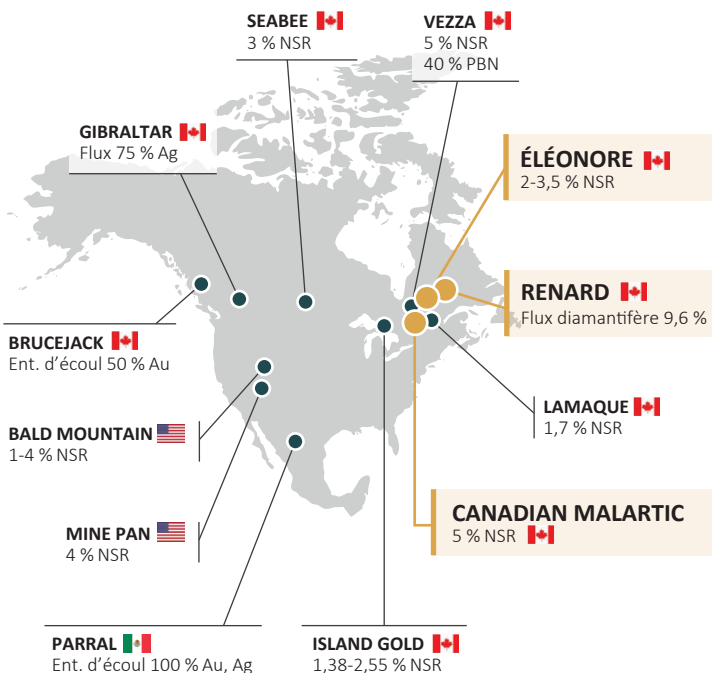 SEABEE
3 % NSR
VEZZA
5 % NSR
40 % PBN
GIBRALTAR
Flux 75 % Ag
ÉLÉONORE
2-3,5 % NSR
RENARD
Flux diamantifère 9,6 %
BRUCEJACK
Ent. d'écoul 50 % Au
LAMAQUE
1,7 % NSR
BALD MOUNTAIN
1-4 % NSR
CANADIAN MALARTIC
5 % NSR
MINE PAN
4 % NSR
PARRAL
Ent. d'écoul 100 % Au, Ag
ISLAND GOLD
1,38-2,55 % NSR